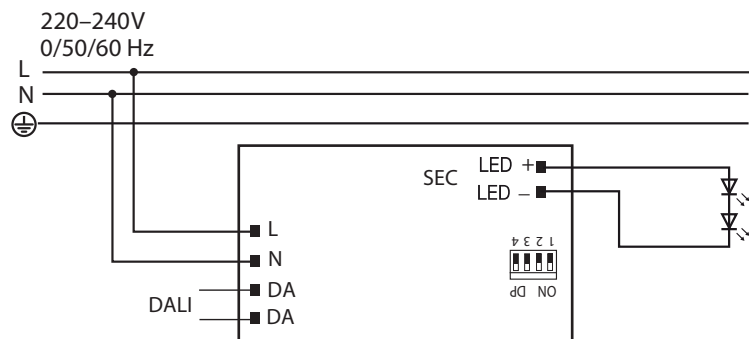 220–240V
0/50/60 Hz
L
N
SEC
LED +
LED –
L
N
DALI
DA
DA
1 2 3 4
ON DP